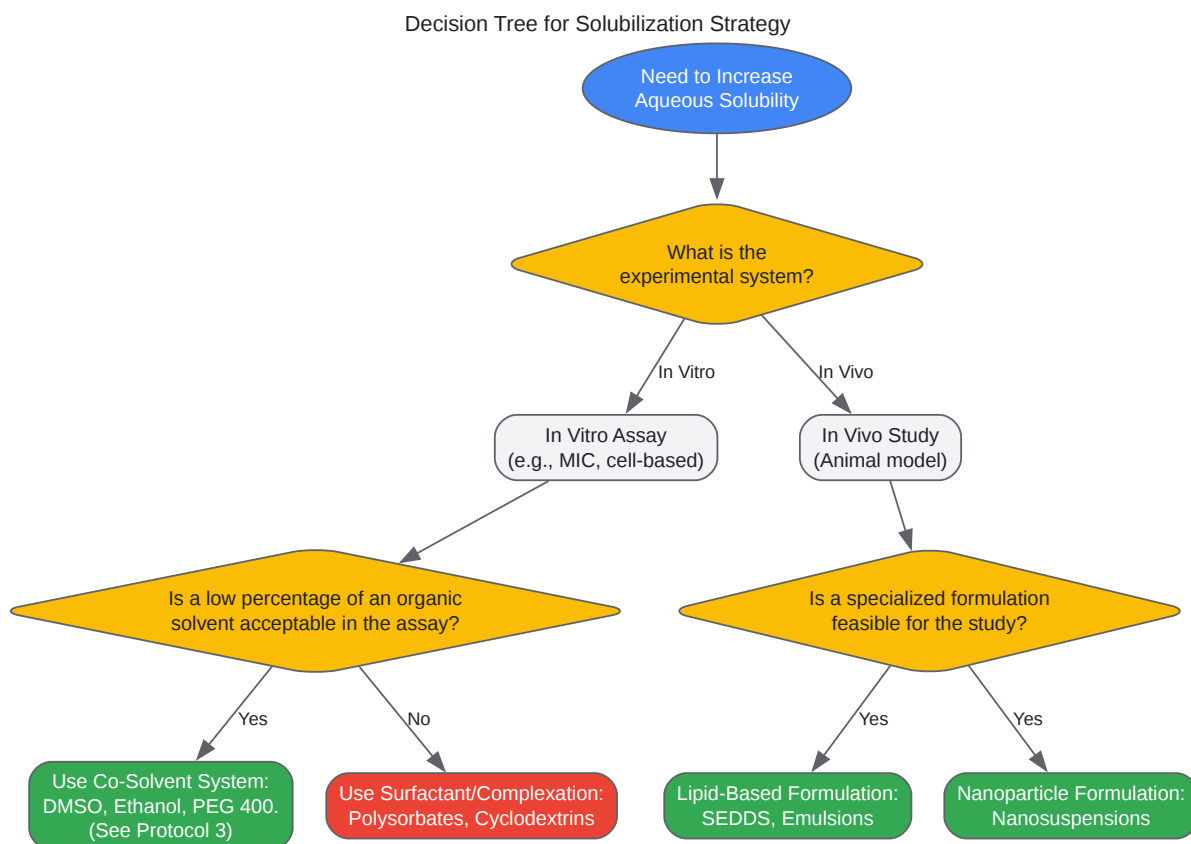 Decision Tree for Solubilization Strategy
Need to Increase
Aqueous Solubility
What is the
experimental system?
In Vitro
In Vivo
In Vitro Assay
(e.g., MIC, cell-based)
In Vivo Study
(Animal model)
Is a low percentage of an organic
solvent acceptable in the assay?
Is a specialized formulation
feasible for the study?
Yes
No
Yes
Yes
Use Co-Solvent System:
DMSO, Ethanol, PEG 400.
(See Protocol 3)
Use Surfactant/Complexation:
Polysorbates, Cyclodextrins
Lipid-Based Formulation:
SEDDS, Emulsions
Nanoparticle Formulation:
Nanosuspensions